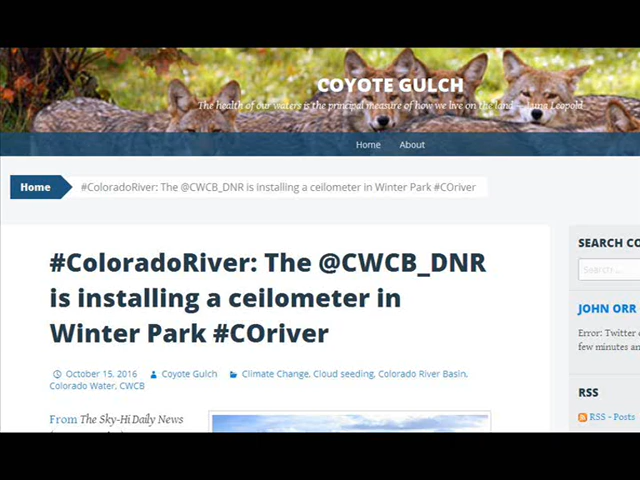 COYOTE GULCH
The health of our waters is the principal measure of how we live on the land. – Luna Leopold
Home About
Home #ColoradoRiver: The @CWCB_DNR is installing a ceilometer in Winter Park #COriver
#ColoradoRiver: The @CWCB_DNR
is installing a ceilometer in
Winter Park #COriver
October 15, 2016 Coyote Gulch Climate Change, Cloud seeding, Colorado River Basin,
Colorado Water, CWCB
From The Sky-Hi Daily News
SEARCH CO
Search ...
JOHN ORR
Error: Twitter
few minutes an
RSS
RSS - Posts